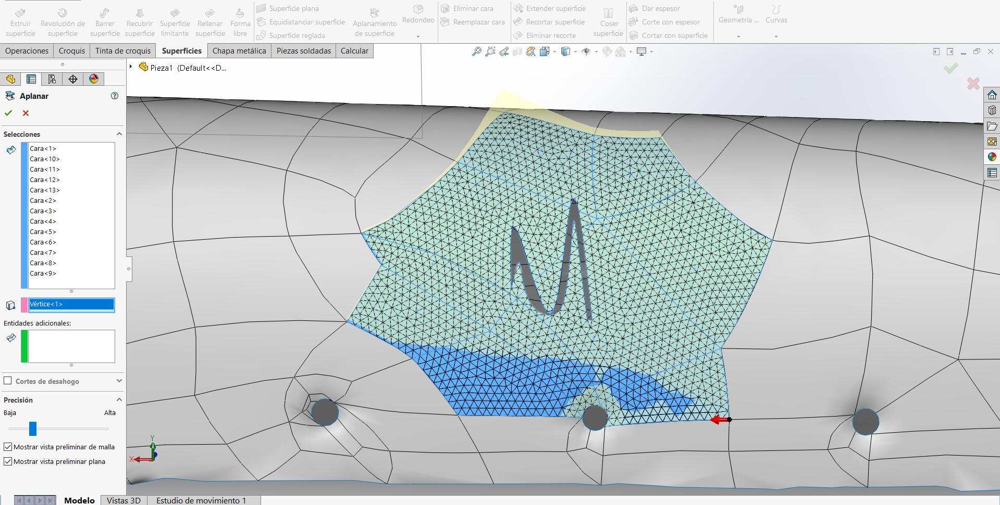 Extruir superficie
Revolución de superficie
Barrer superficie
Recubrir superficie
Superficie limitante
Rellenar superficie
Forma libre
Superficie plana
Equidistanciar superficie
Superficie reglada
Aplanamiento de superficie
Redondeo
Eliminar cara
Reemplazar cara
Extender superficie
Recortar superficie
Eliminar recorte
Coser superficie
Dar espesor
Corte con espesor
Cortar con superficie
Geometría ...
Curvas
Operaciones
Croquis
Tinta de croquis
Superficies
Chapa metálica
Piezas soldadas
Calcular
Pieza1 (Default<<D...
Aplanar
Selecciones
Cara<1>
Cara<10>
Cara<11>
Cara<12>
Cara<13>
Cara<2>
Cara<3>
Cara<4>
Cara<5>
Cara<6>
Cara<7>
Cara<8>
Cara<9>
Vértice<1>
Entidades adicionales:
Cortes de desahogo
Precisión
Baja
Alta
Mostrar vista preliminar de malla
Mostrar vista preliminar plana
Y
X
Modelo
Vistas 3D
Estudio de movimiento 1